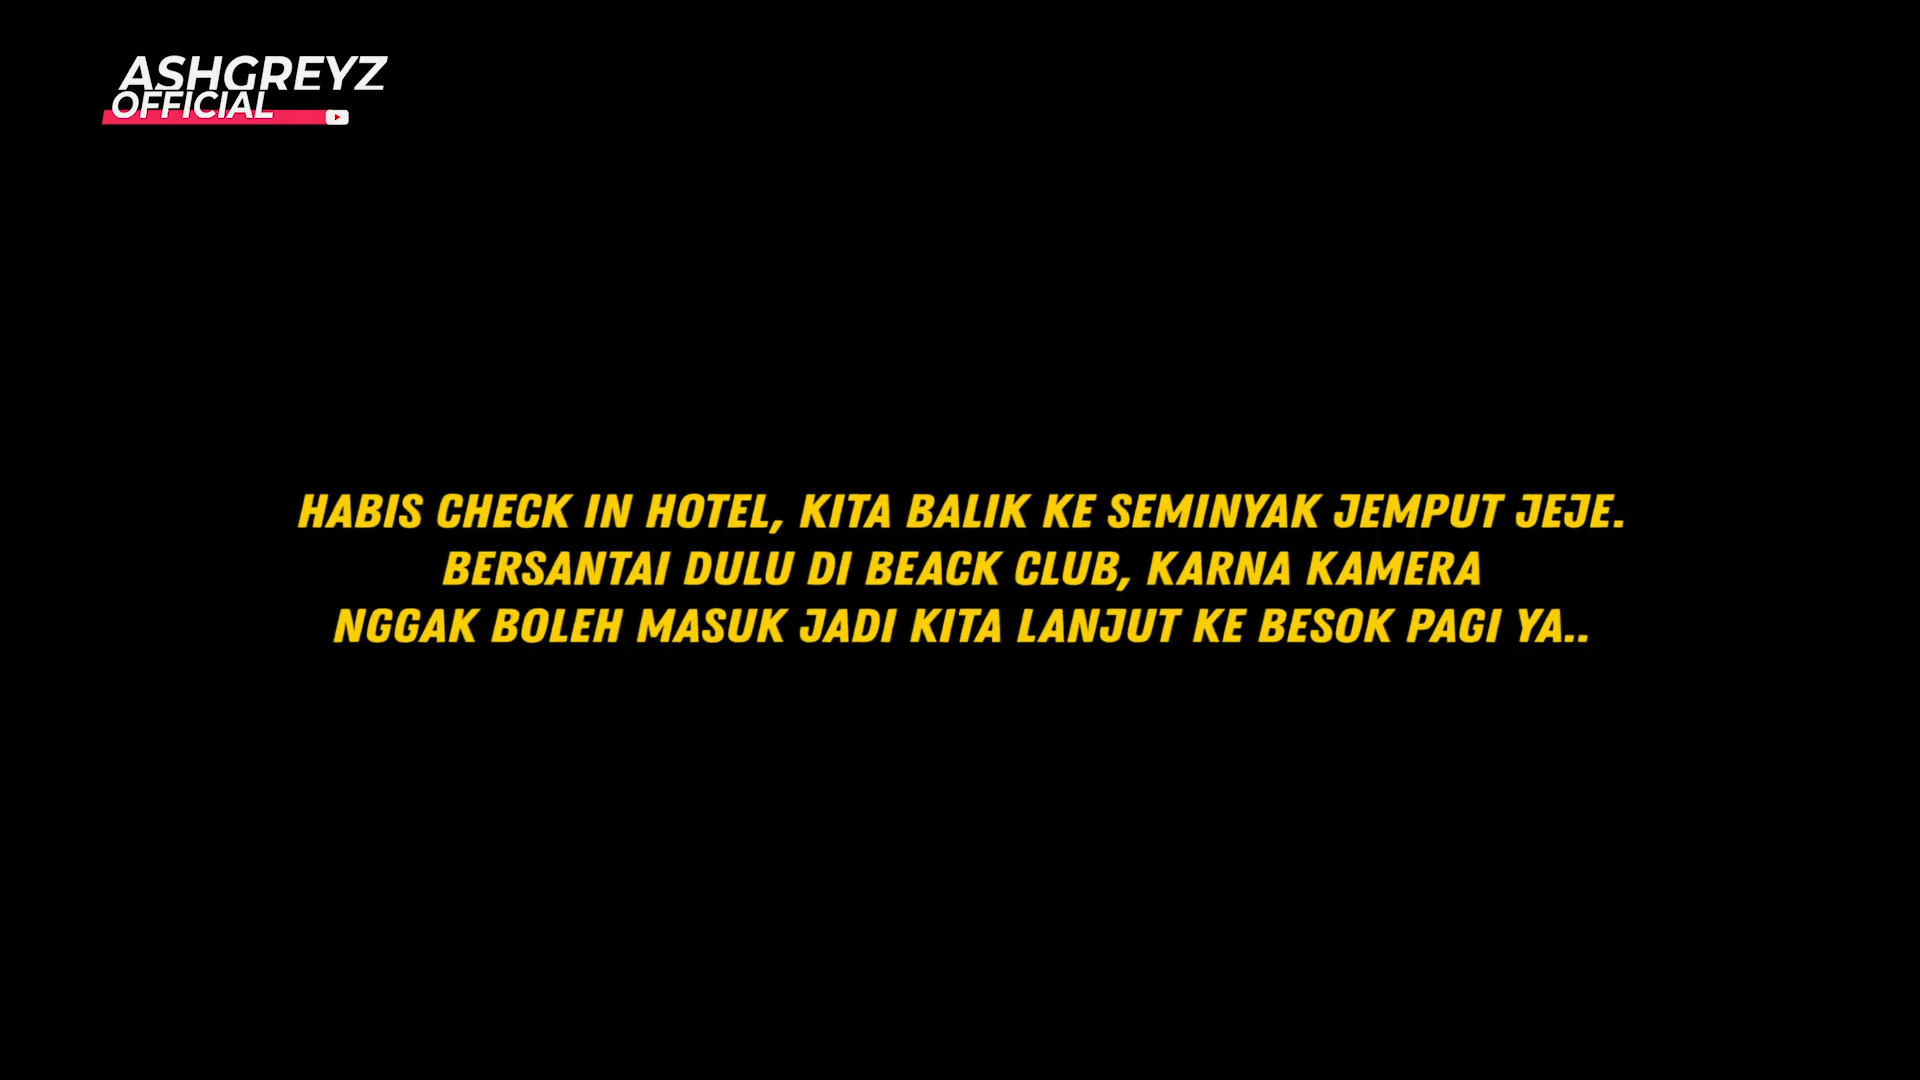 ASHGREYZ
OFFICIAL
HABIS CHECK IN HOTEL, KITA BALIK KE SEMINYAK JEMPUT JEJE.
BERSANTAI DULU DI BEACK CLUB, KARNA KAMERA
NGGAK BOLEH MASUK JADI KITA LANJUT KE BESOK PAGI YA..